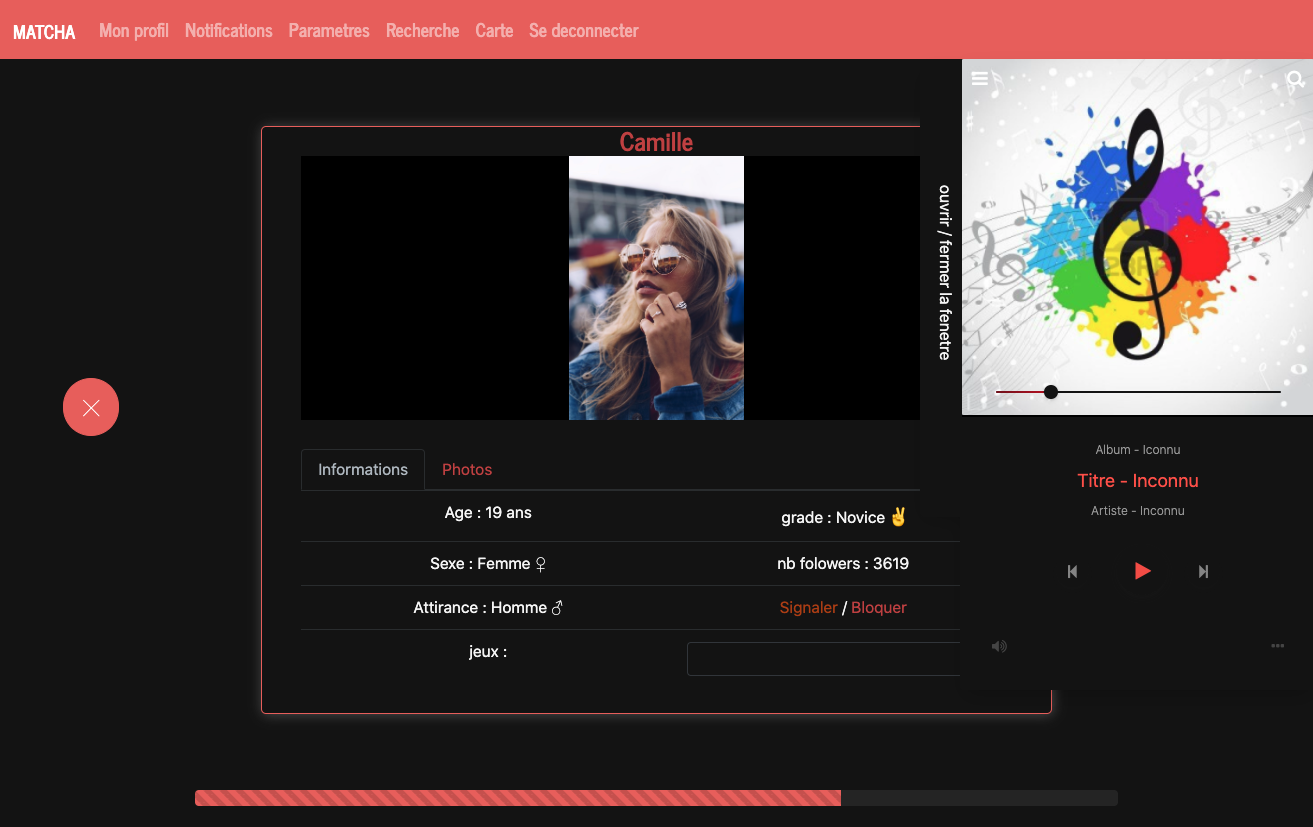 MATCHA Mon profil Notifications Parametres Recherche Carte Se deconnecter
Camille
Informations Photos
Age : 19 ans grade : Novice ✌️
Sexe : Femme ♀ nb folowers : 3619
Attirance : Homme ♂ Signaler / Bloquer
jeux :
ouvrir / fermer la fenetre
Album - Iconnu
Titre - Inconnu
Artiste - Inconnu